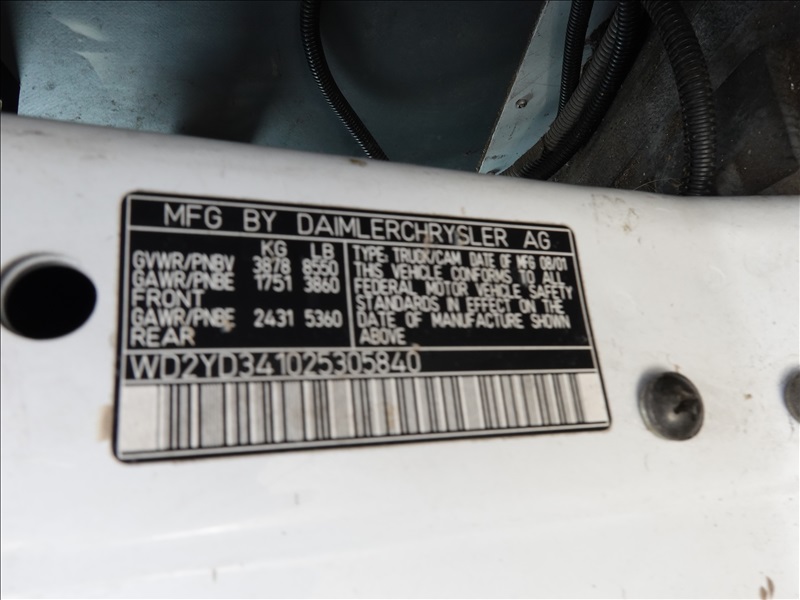 MFG BY DAIMLERCHRYSLER AG
KG LB
GVWR/PNBV 3878 8550
GAWR/PNBE 1751 3860
FRONT
GAWR/PNBE 2431 5360
REAR
TYPE: TRUCK/CAM DATE OF MFG 08/01
THIS VEHICLE CONFORMS TO ALL
FEDERAL MOTOR VEHICLE SAFETY
STANDARDS IN EFFECT ON THE
DATE OF MANUFACTURE SHOWN
ABOVE
WD2YD341025305840